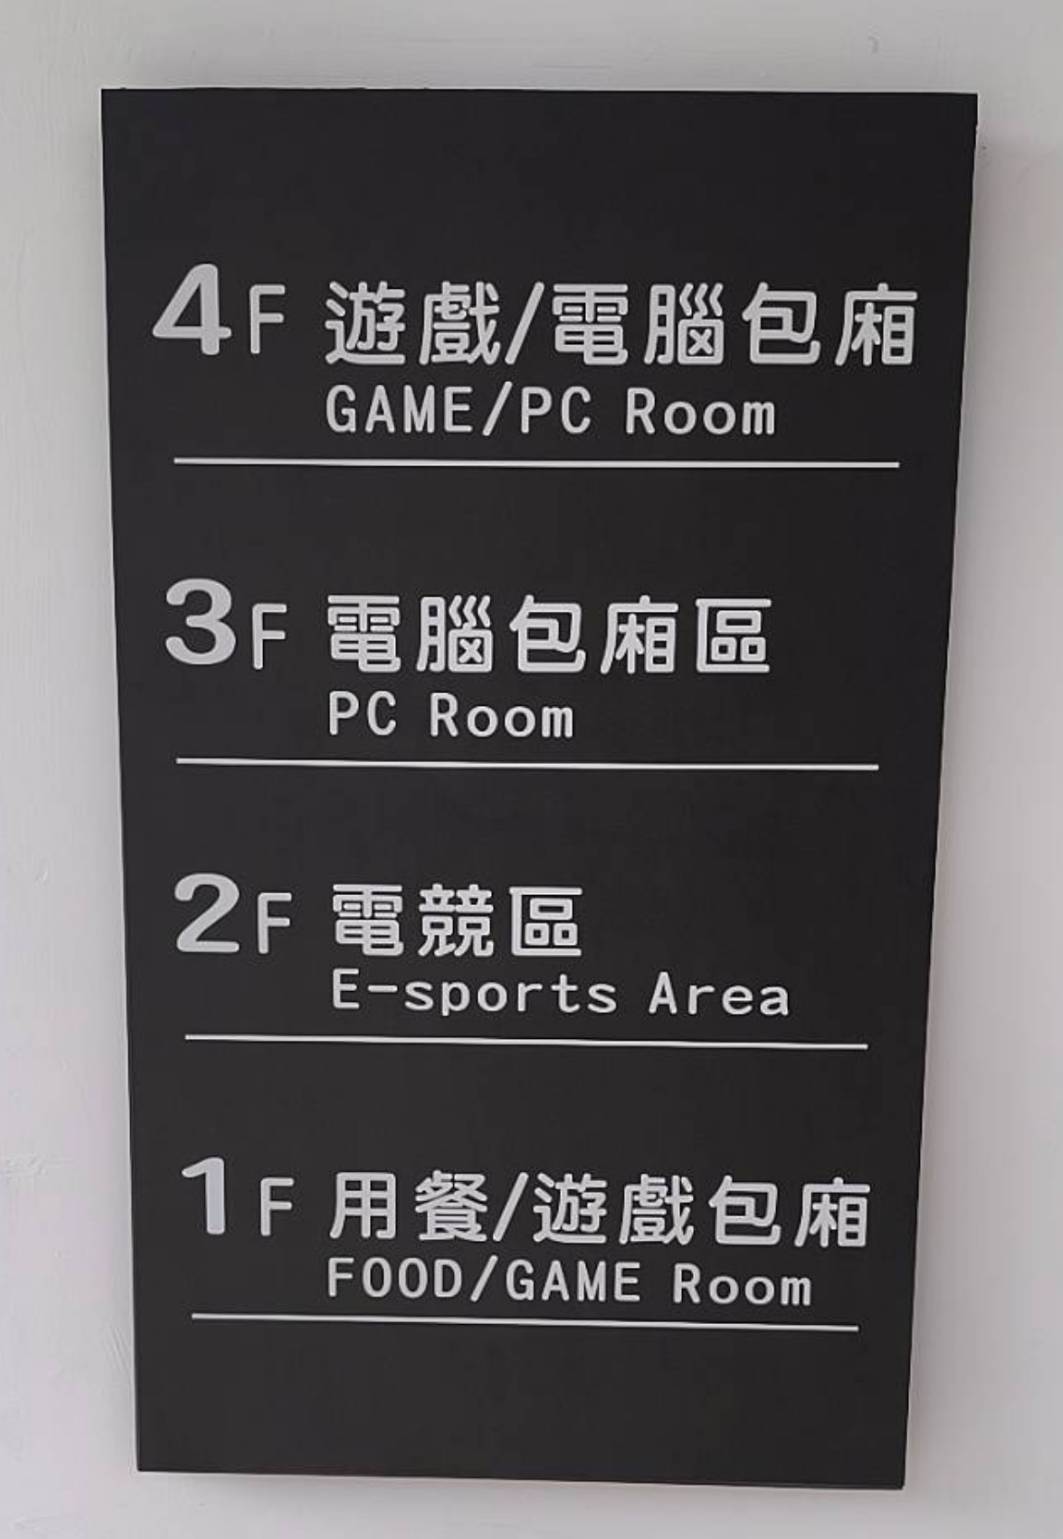 4F 遊戲/電腦包廂
GAME/PC Room
3F 電腦包廂區
PC Room
2F 電競區
E-sports Area
1F 用餐/遊戲包廂
FOOD/GAME Room